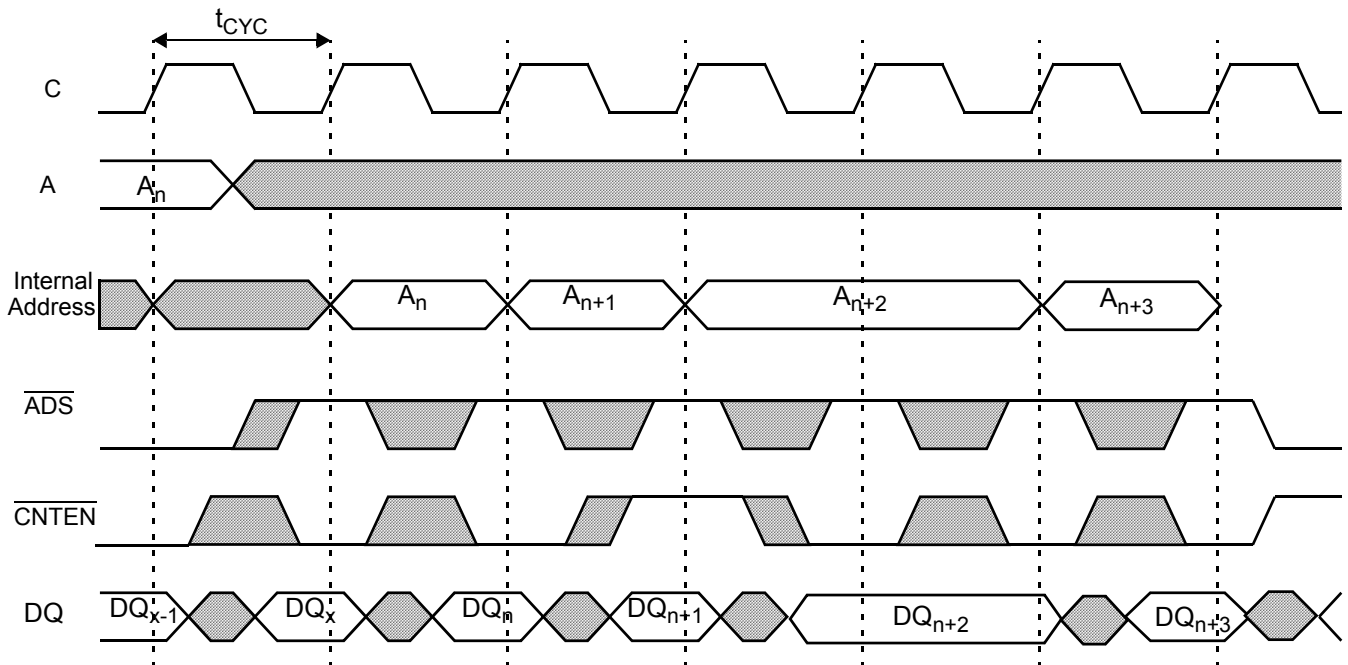 tCYC
C
A
An
Internal
Address
An
An+1
An+2
An+3
ADS
CNTEN
DQ
DQx-1
DQx
DQn
DQn+1
DQn+2
DQn+3